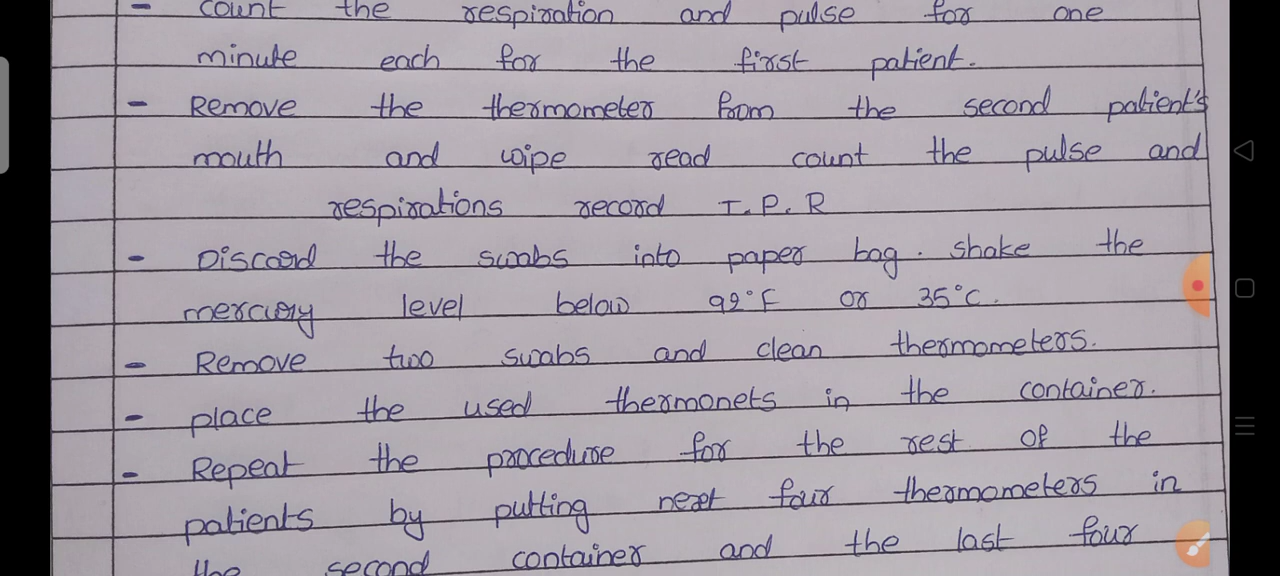 - count the respiration and pulse for one
minute each for the first patient.
- Remove the thermometer from the second patient's
mouth and wipe read count the pulse and
respirations record T.P.R
- Discard the swabs into paper bag. shake the
mercury level below 92°F or 35°C.
- Remove two swabs and clean thermometers.
- place the used thermonets in the container.
- Repeat the procedure for the rest of the
patients by putting next four thermometers in
the second container and the last four